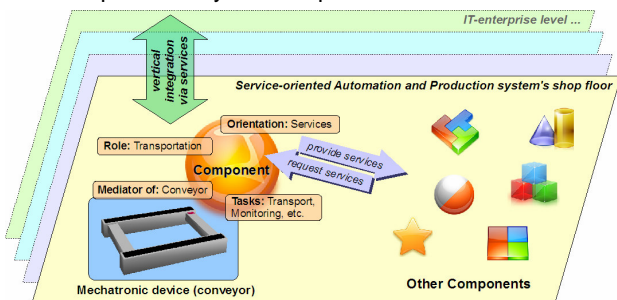 IT-enterprise level ...
vertical
integration
via services
Service-oriented Automation and Production system's shop floor
Orientation: Services
Role: Transportation
provide services
request services
Component
Mediator of: Conveyor
Tasks: Transport,
Monitoring, etc.
Mechatronic device (conveyor)
Other Components